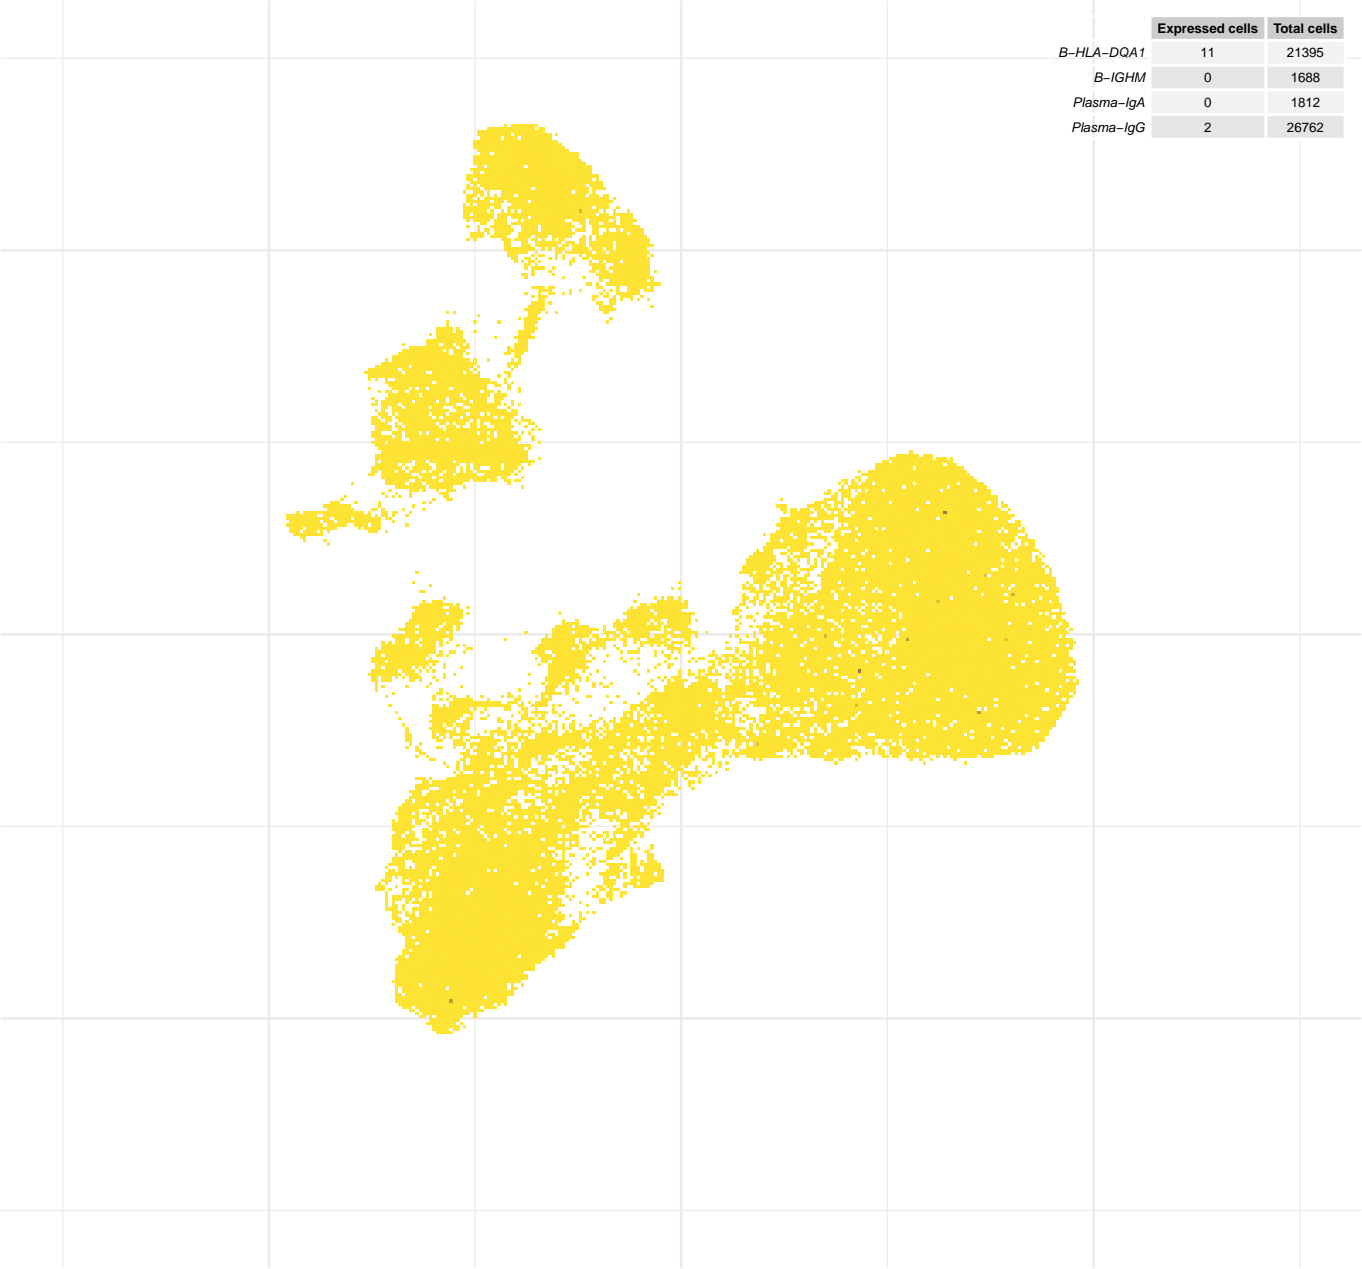 Expressed cells Total cells
B−HLA−DQA1 11 21395
B−IGHM 0 1688
Plasma−IgA 0 1812
Plasma−IgG 2 26762